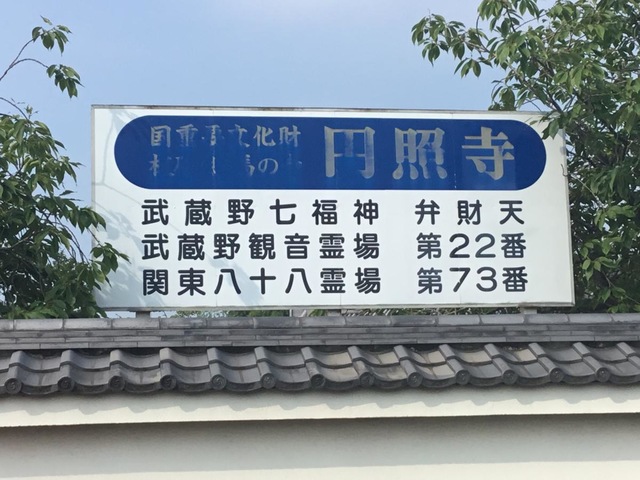 国重要文化財 円照寺
武蔵野七福神 弁財天
武蔵野観音霊場 第22番
関東八十八霊場 第73番